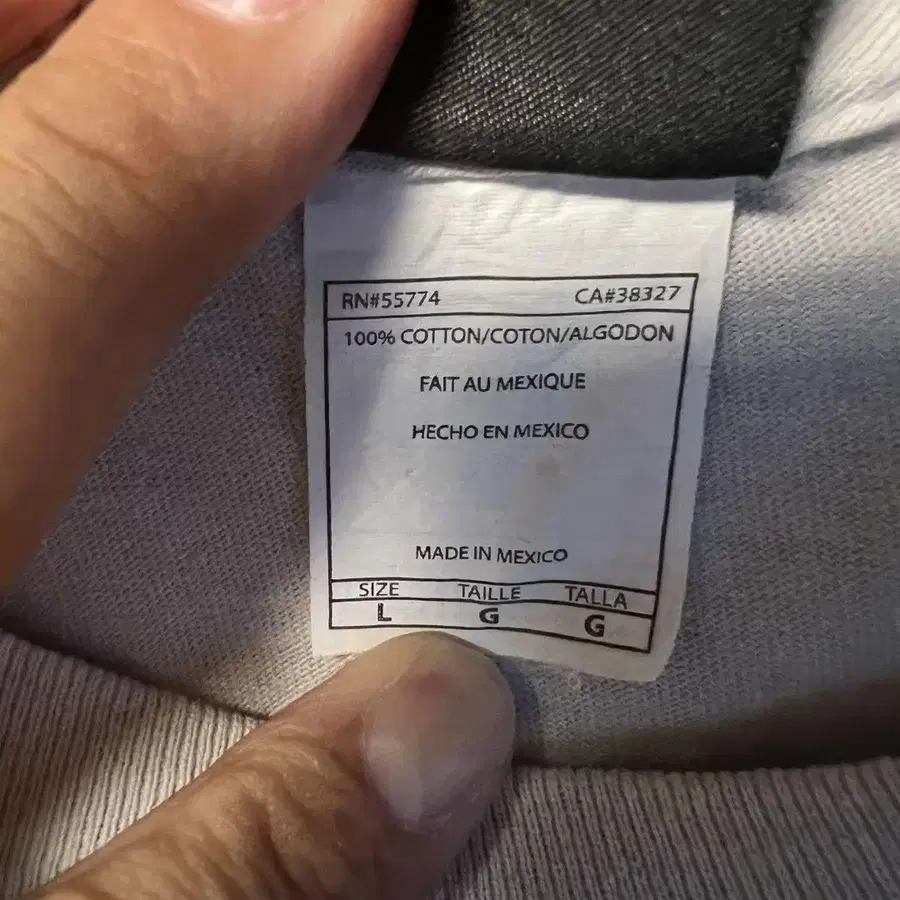 RN#55774 CA#38327
100% COTTON/COTON/ALGODON
FAIT AU MEXIQUE
HECHO EN MEXICO
MADE IN MEXICO
SIZE TAILLE TALLA
L G G